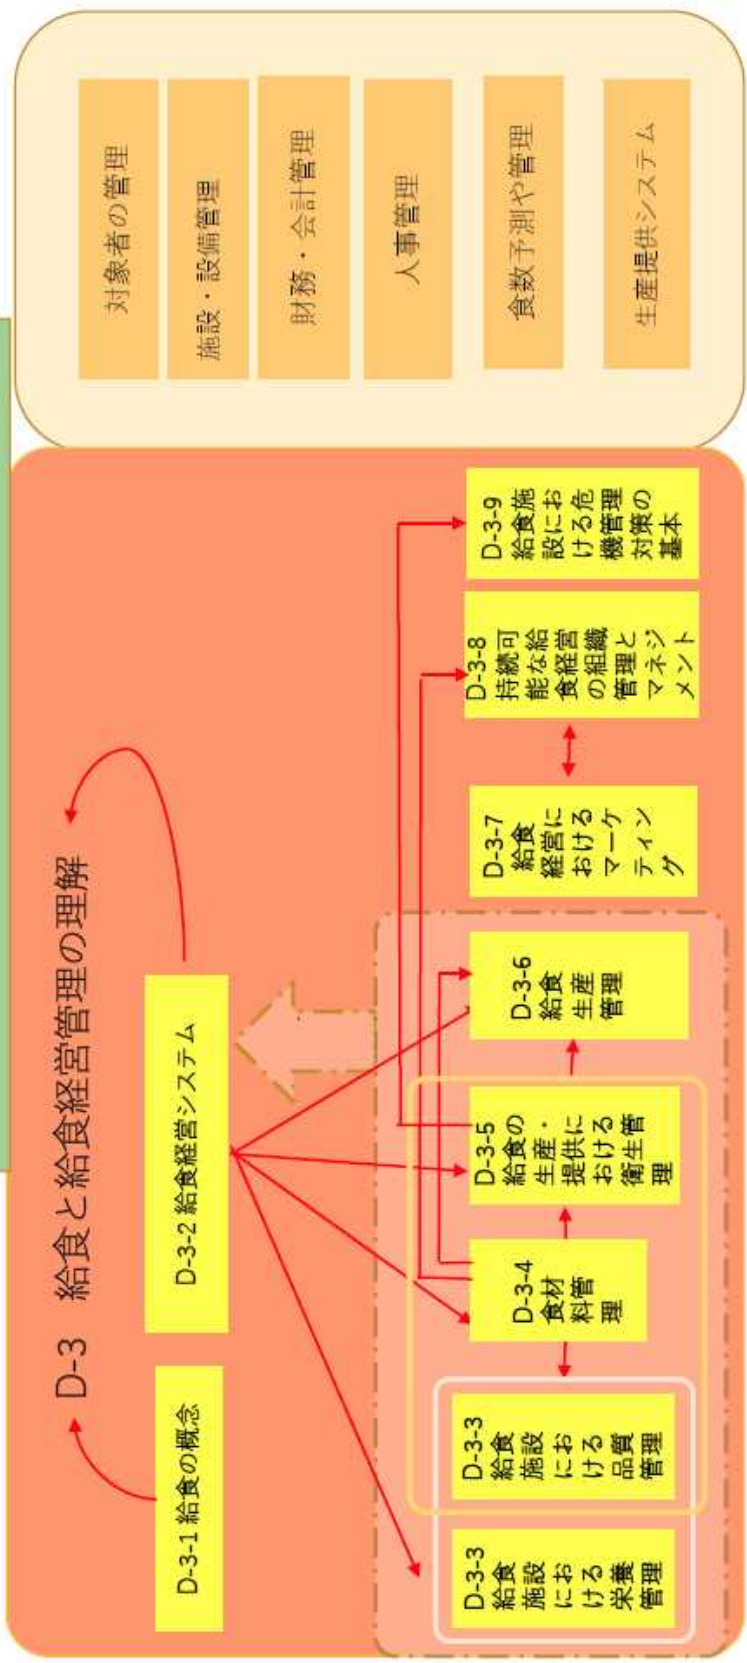 D-3　給食と給食経営管理の理解
D-3-1 給食の概念
D-3-2 給食経営システム
D-3-3
給食
施設
におけ
る
栄養
管理
D-3-3
給食
施設
におけ
る
品質
管理
D-3-4
食材
料管
理
D-3-5
給食の
生産・
提供に
おける
衛生管
理
D-3-6
給食
生産
管理
D-3-7
給食
経営に
おける
マーケ
ティン
グ
D-3-8
持続可
能な給
食経営
の組織
管理と
マネジ
メント
D-3-9
給食施
設にお
ける危
機管理
対策の
基本
対象者の管理
施設・設備管理
財務・会計管理
人事管理
食数予測や管理
生産提供システム